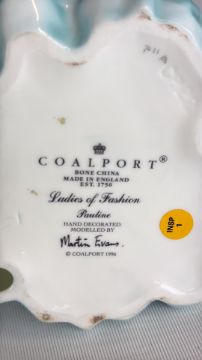 COALPORT®
BONE CHINA
MADE IN ENGLAND
EST. 1750
Ladies of Fashion
Pauline
HAND DECORATED
MODELLED BY
Martin Evans.
© COALPORT 1996
INSP
1